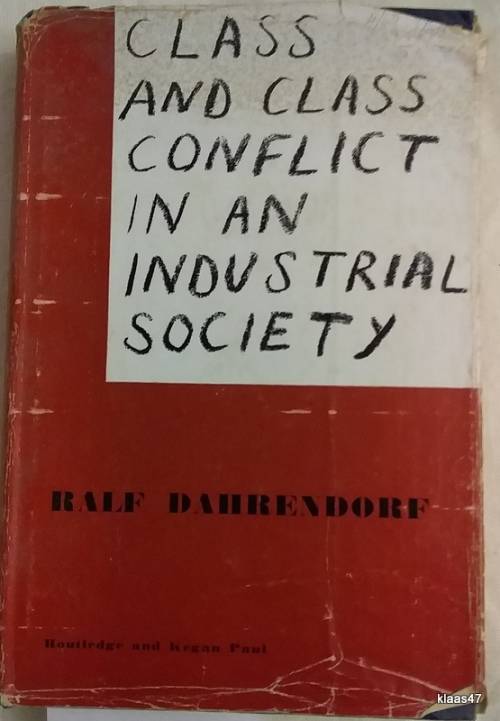 CLASS
AND CLASS
CONFLICT
IN AN
INDUSTRIAL
SOCIETY
RALF DAHRENDORF
Routledge and Kegan Paul
klaas47